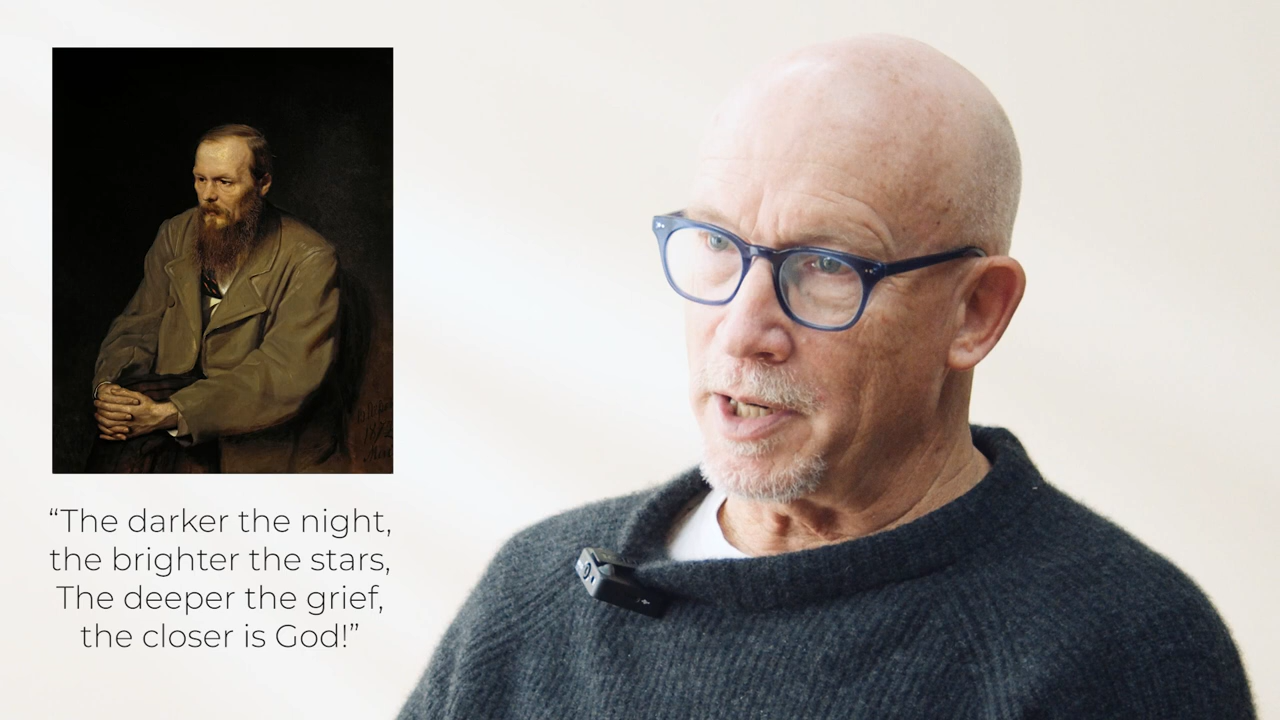 “The darker the night,
the brighter the stars,
The deeper the grief,
the closer is God!”